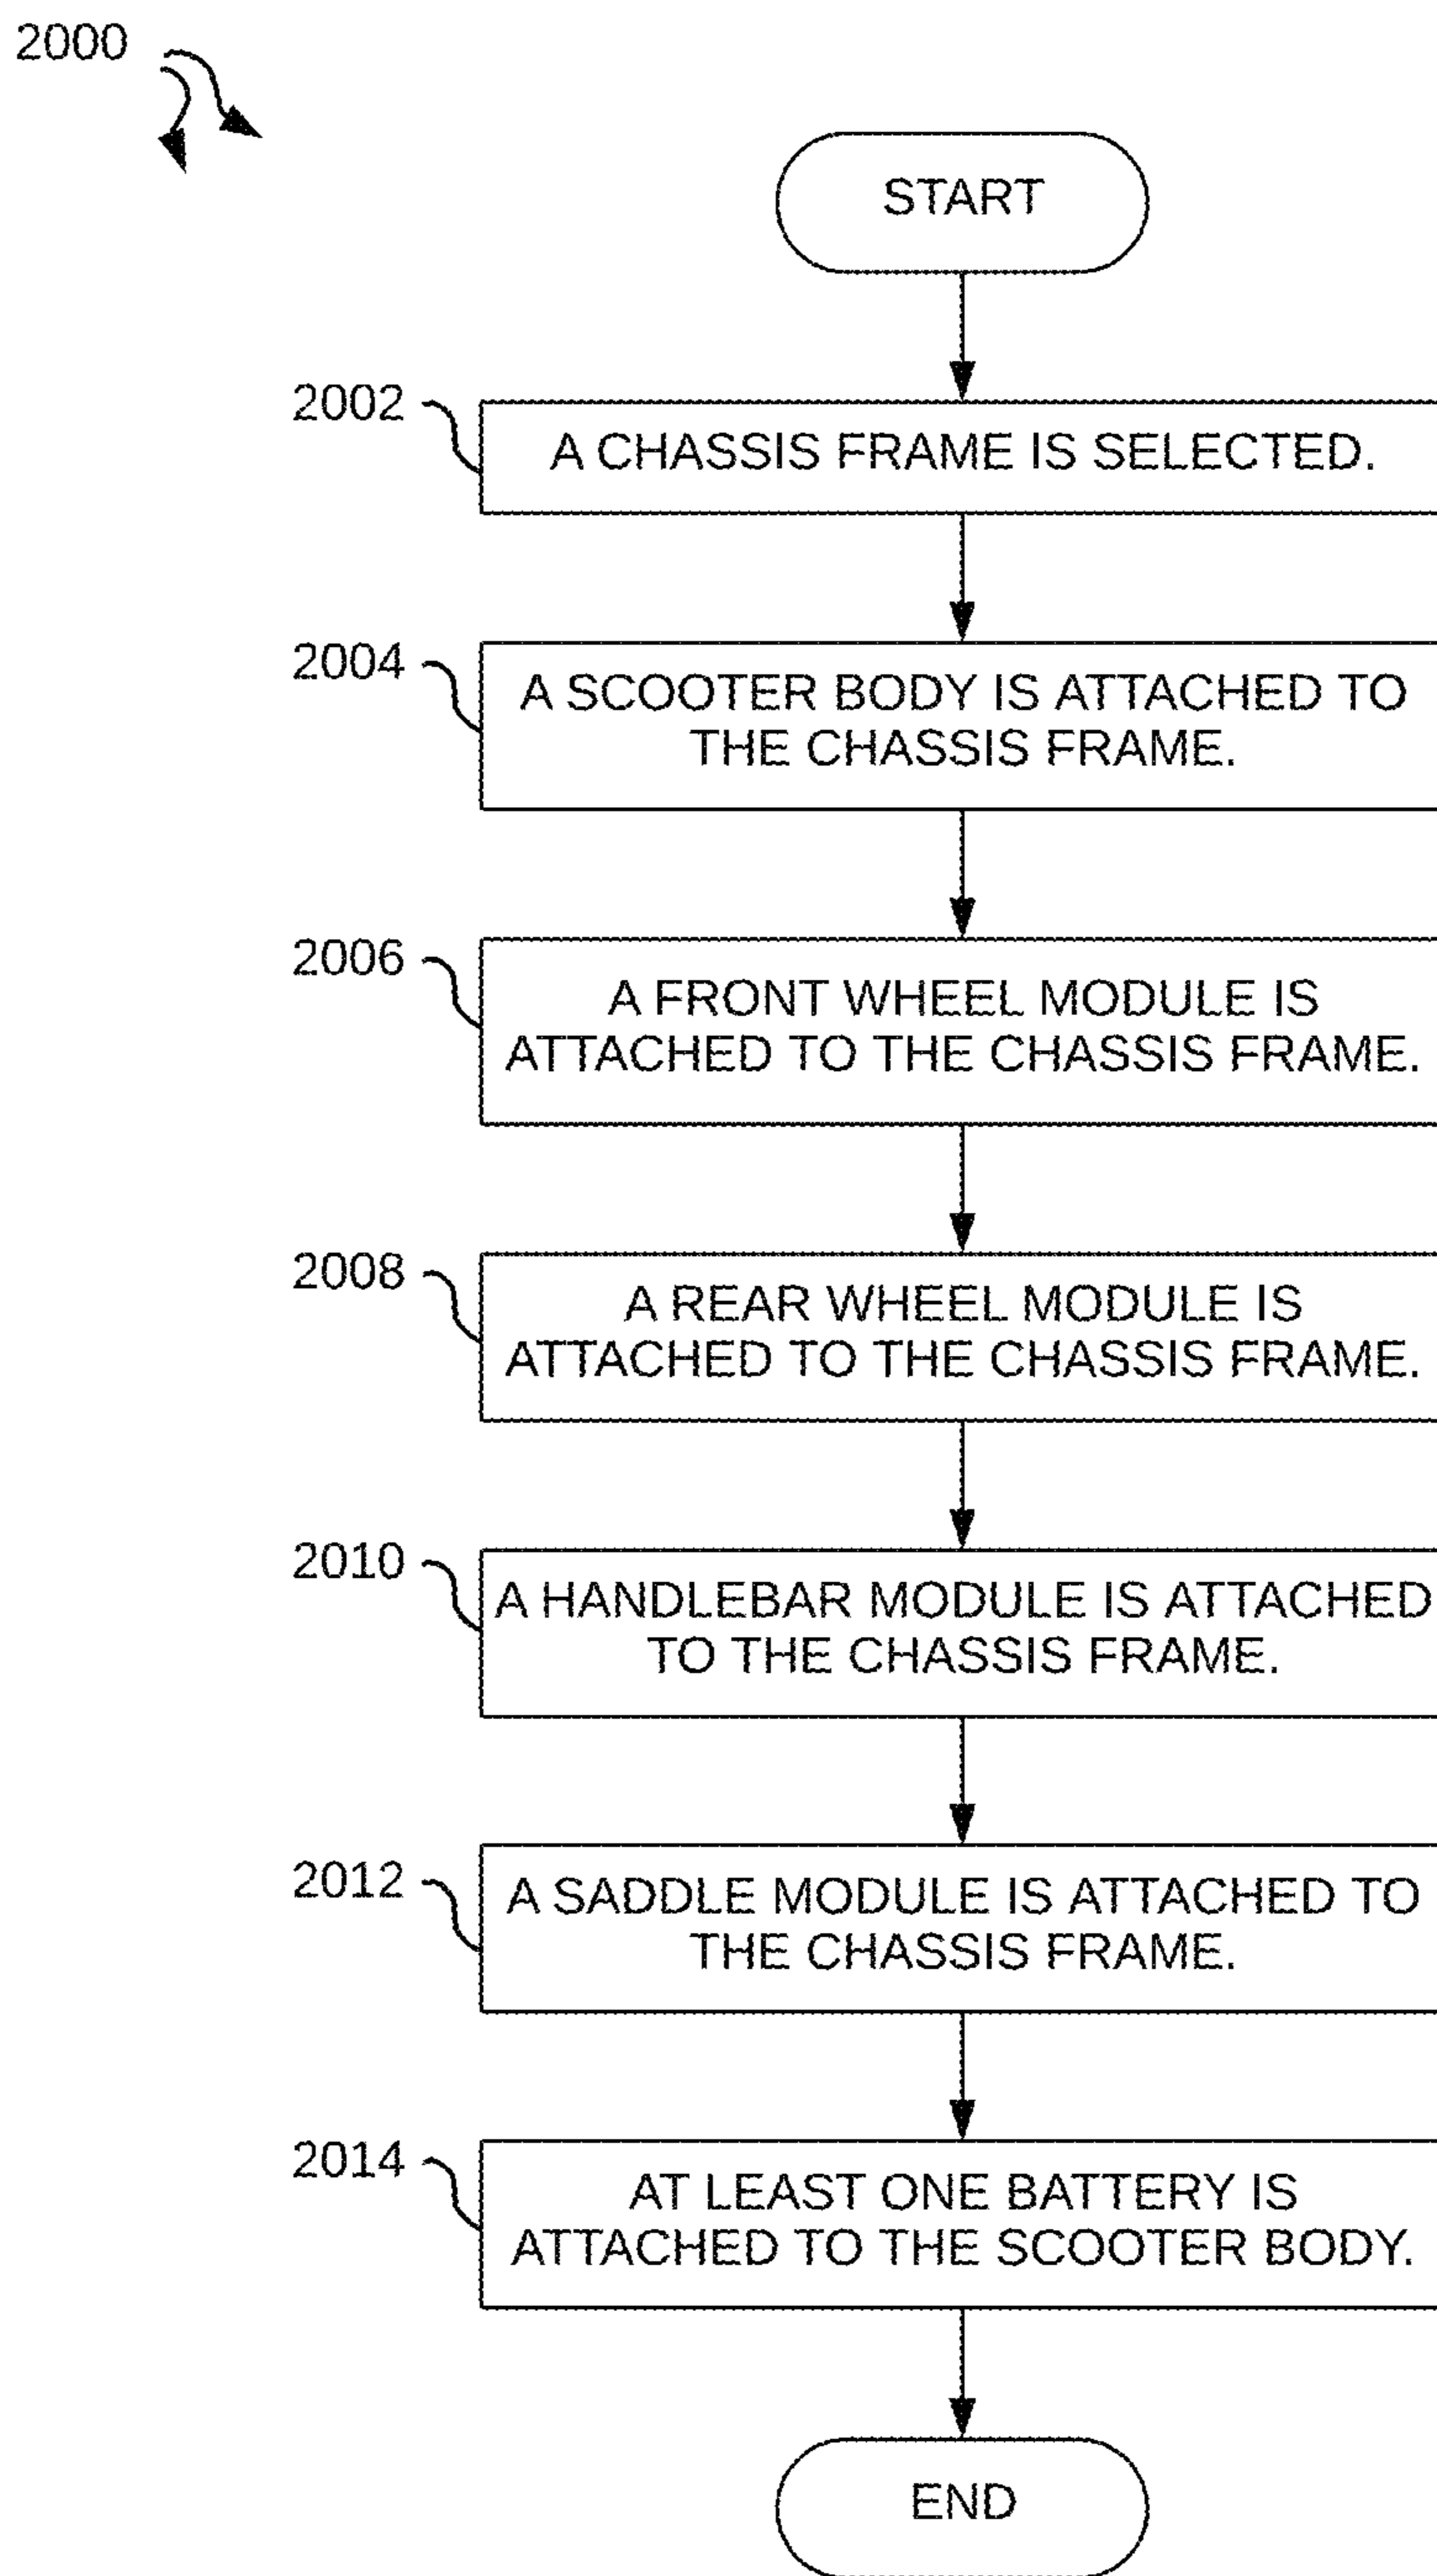 2000
START
2002
A CHASSIS FRAME IS SELECTED.
2004
A SCOOTER BODY IS ATTACHED TO
THE CHASSIS FRAME.
2006
A FRONT WHEEL MODULE IS
ATTACHED TO THE CHASSIS FRAME.
2008
A REAR WHEEL MODULE IS
ATTACHED TO THE CHASSIS FRAME.
2010
A HANDLEBAR MODULE IS ATTACHED
TO THE CHASSIS FRAME.
2012
A SADDLE MODULE IS ATTACHED TO
THE CHASSIS FRAME.
2014
AT LEAST ONE BATTERY IS
ATTACHED TO THE SCOOTER BODY.
END